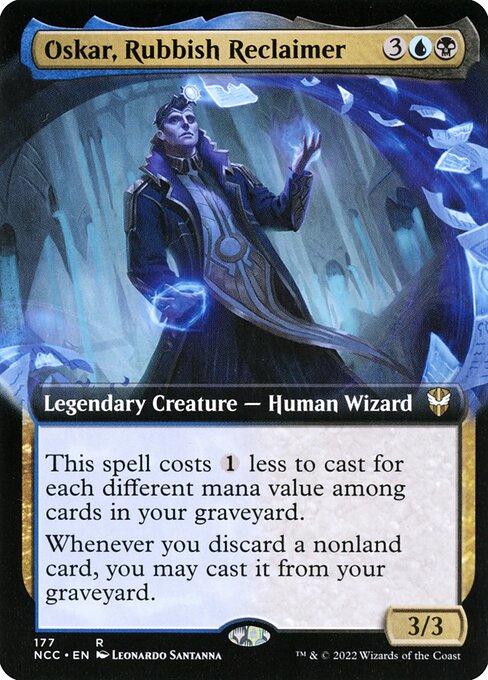 Oskar, Rubbish Reclaimer 3
Legendary Creature — Human Wizard
This spell costs 1 less to cast for
each different mana value among
cards in your graveyard.
Whenever you discard a nonland
card, you may cast it from your
graveyard.
3/3
177 R
NCC • EN Leonardo Santanna ™ & © 2022 Wizards of the Coast